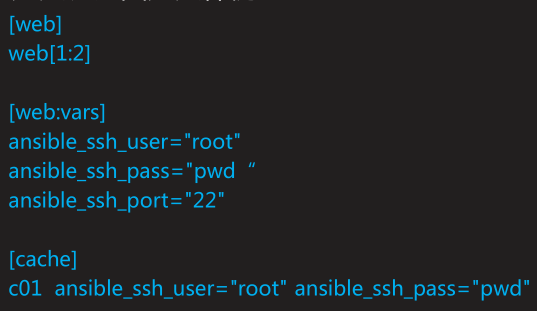 [web]
web[1:2]
[web:vars]
ansible_ssh_user="root"
ansible_ssh_pass="pwd“
ansible_ssh_port="22"
[cache]
c01 ansible_ssh_user="root" ansible_ssh_pass="pwd"